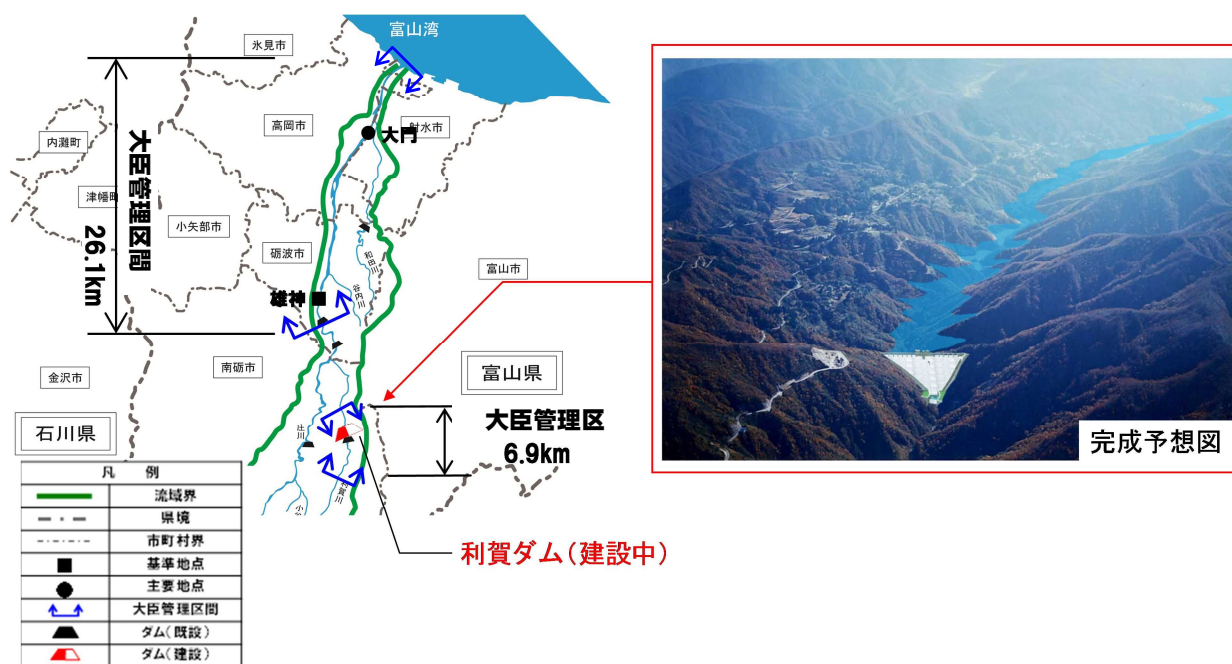 富山湾
氷見市
高岡市
射水市
大門
内灘町
津幡町
小矢部市
砺波市
大臣管理区間
26.1km
和田川
谷内川
富山市
雄神
南砺市
金沢市
富山県
石川県
庄川
利賀川
大臣管理区
6.9km
利賀ダム(建設中)
完成予想図
凡 例
流域界
県境
市町村界
基準地点
主要地点
大臣管理区間
ダム(既設)
ダム(建設)